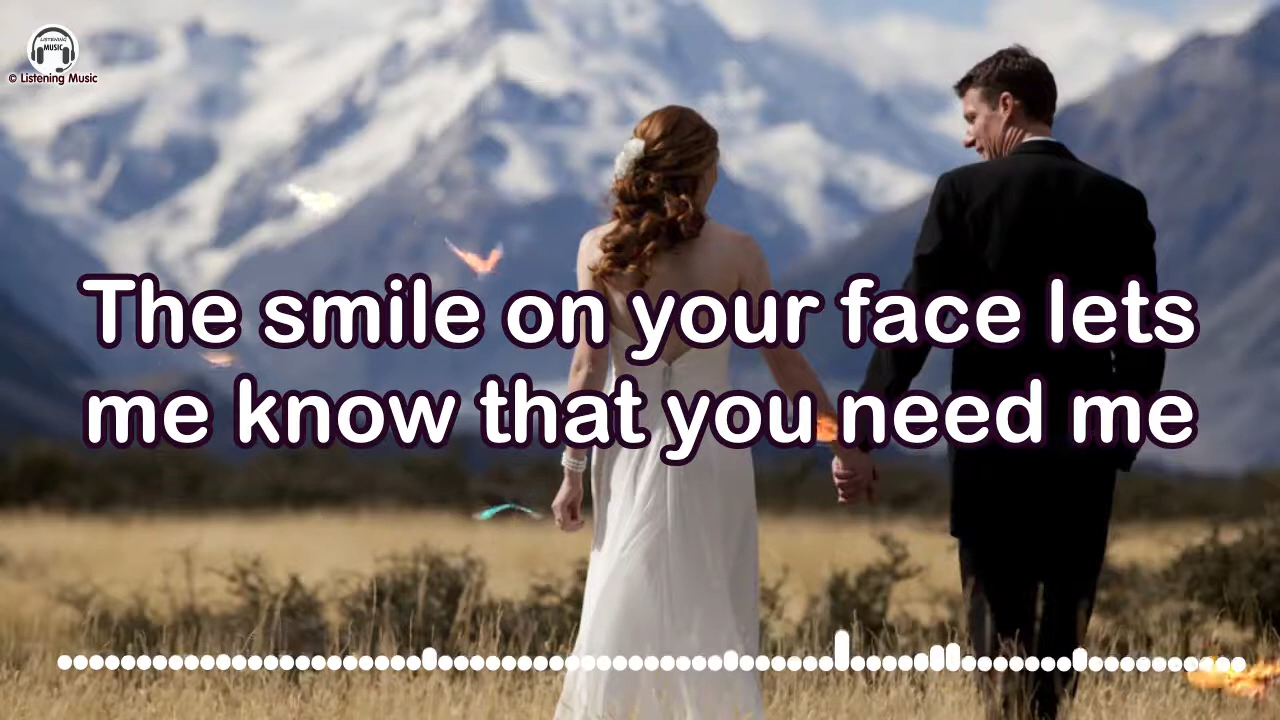 LISTENING
MUSIC
© Listening Music
The smile on your face lets
me know that you need me